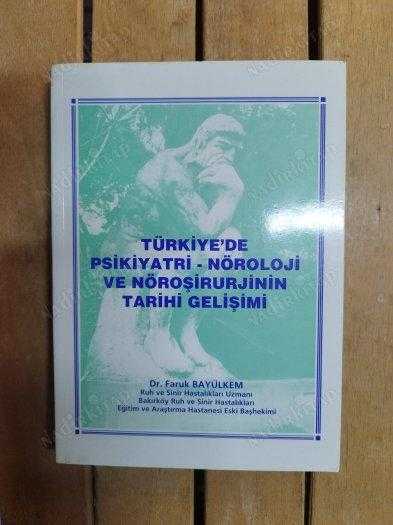 TÜRKİYE'DE
PSİKİYATRİ - NÖROLOJİ
VE NÖROŞİRURJİNİN
TARİHİ GELİŞİMİ
Dr. Faruk BAYÜLKEM
Ruh ve Sinir Hastalıkları Uzmanı
Bakırköy Ruh ve Sinir Hastalıkları
Eğitim ve Araştırma Hastanesi Eski Başhekimi